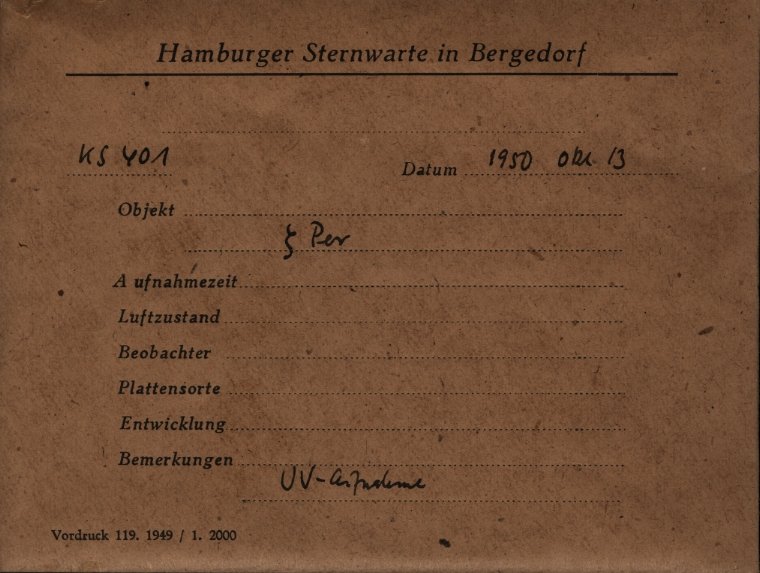 Hamburger Sternwarte in Bergedorf
KS 401 Datum 1950 Okt. 13
Objekt
ξ Per
Aufnahmezeit
Luftzustand
Beobachter
Plattensorte
Entwicklung
Bemerkungen
UV-Aufnahme
Vordruck 119. 1949 / 1. 2000